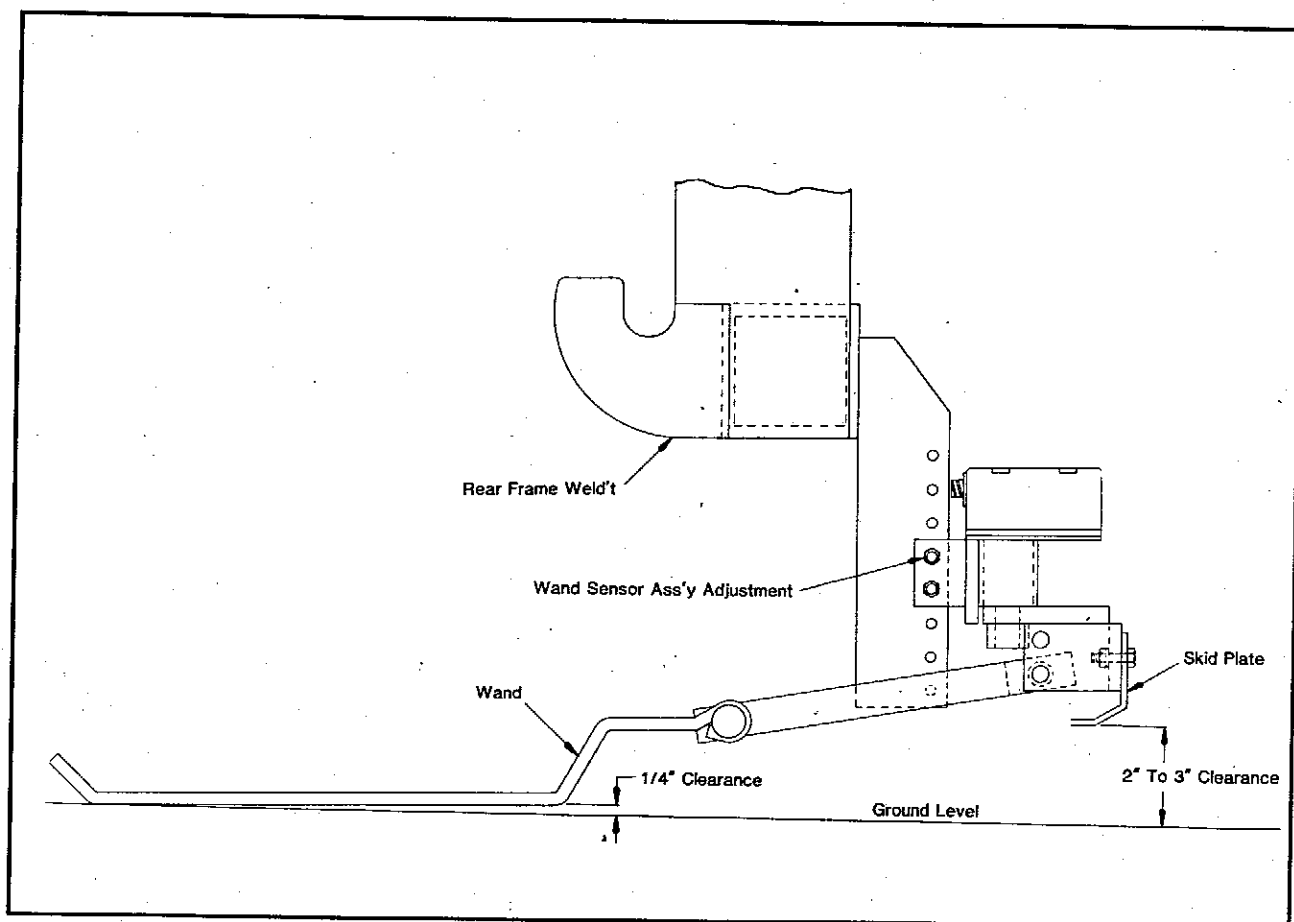 Rear Frame Weld't
Wand Sensor Ass'y Adjustment
Skid Plate
Wand
1/4" Clearance
2" To 3" Clearance
Ground Level